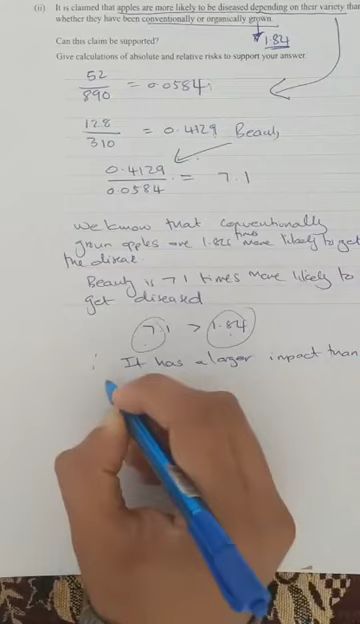 (ii) It is claimed that apples are more likely to be diseased depending on their variety than
whether they have been conventionally or organically grown.
1.84
Can this claim be supported?
Give calculations of absolute and relative risks to support your answer
52/890 = 0.0584
128/310 = 0.4129 Beauty
0.4129/0.0584 = 7.1
We know that conventionally
grown apples are 1.84 times more likely to get
the disease.
Beauty is 7.1 times more likely to
get diseased
7.1 > 1.84
∴ It has a larger impact than